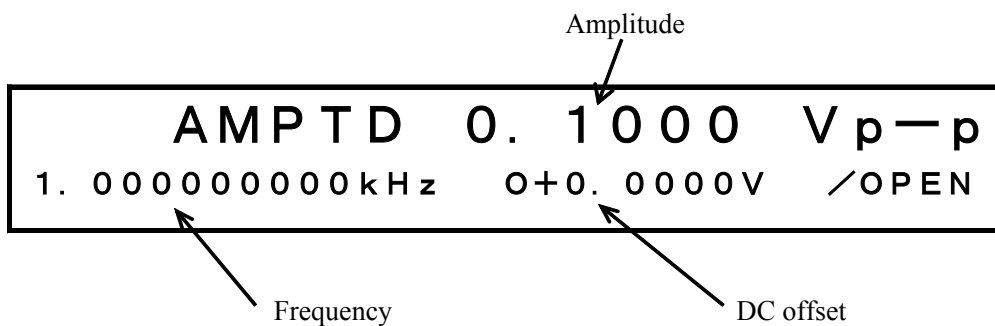 Amplitude
AMPTD 0.1000 Vp-p
1.000000000kHz O+0.0000V /OPEN
Frequency DC offset